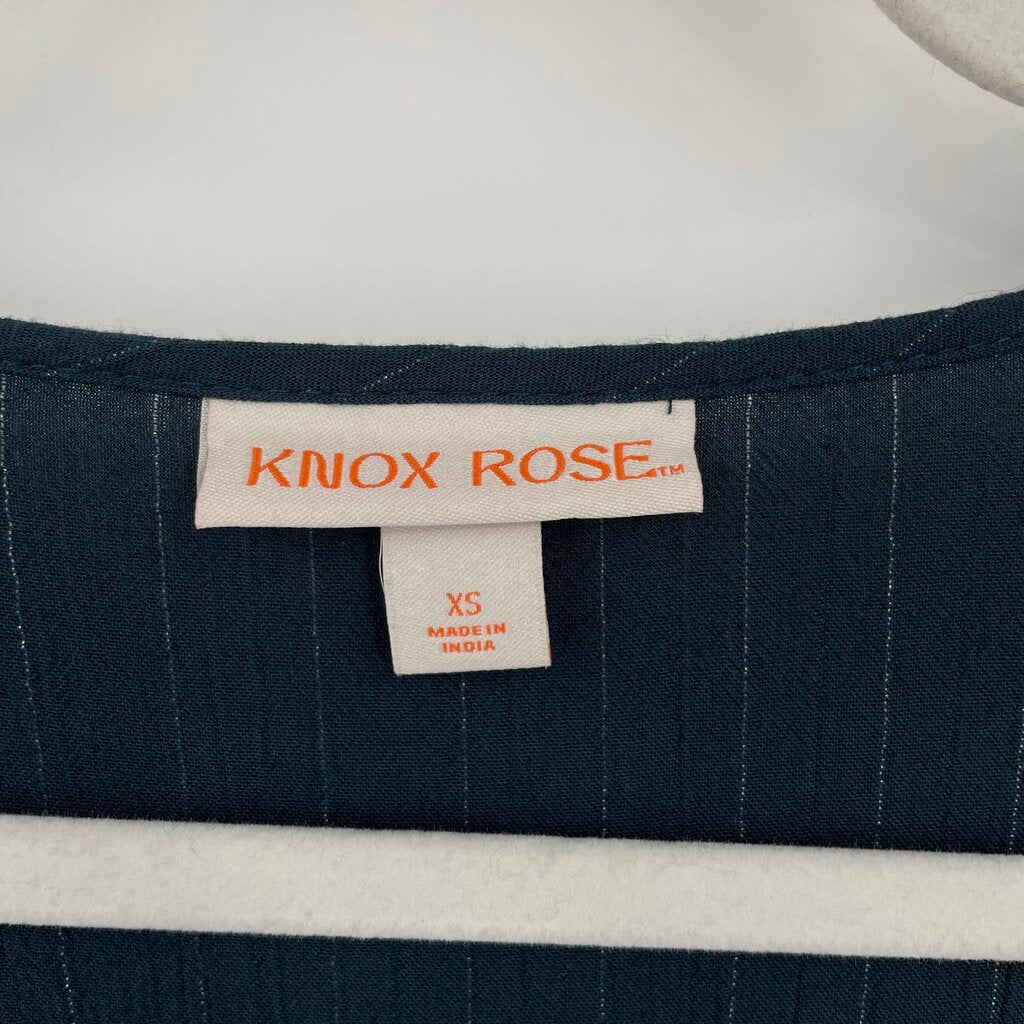 KNOX ROSE™
XS
MADE IN
INDIA